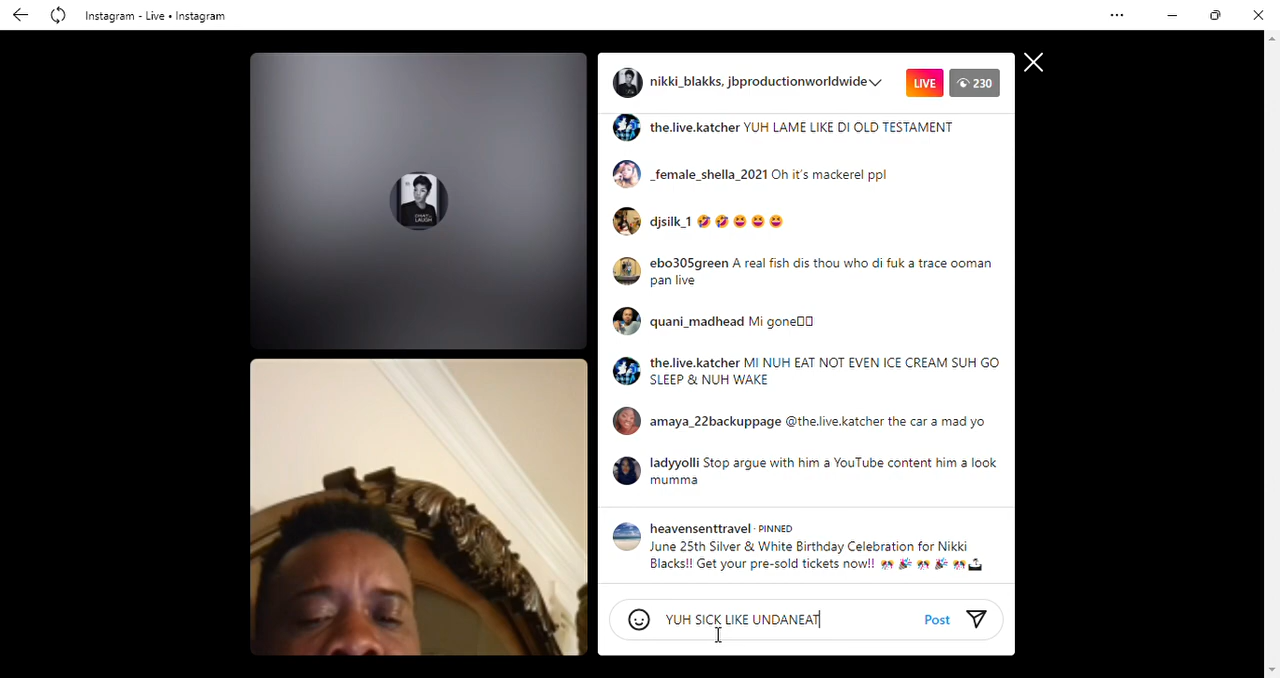 Instagram - Live • Instagram
nikki_blakks, jbproductionworldwide
LIVE
230
the.live.katcher YUH LAME LIKE DI OLD TESTAMENT
_female_shella_2021 Oh it's mackerel ppl
djsilk_1 🤣 🤣 😆 😆 😆
ebo305green A real fish dis thou who di fuk a trace ooman
pan live
quani_madhead Mi gone▯▯
the.live.katcher MI NUH EAT NOT EVEN ICE CREAM SUH GO
SLEEP & NUH WAKE
amaya_22backuppage @the.live.katcher the car a mad yo
ladyyolli Stop argue with him a YouTube content him a look
mumma
heavensenttravel · PINNED
June 25th Silver & White Birthday Celebration for Nikki
Blacks!! Get your pre-sold tickets now!! 🎊 🎉 🎊 🎉 🎊 🗳
YUH SICK LIKE UNDANEAT
Post